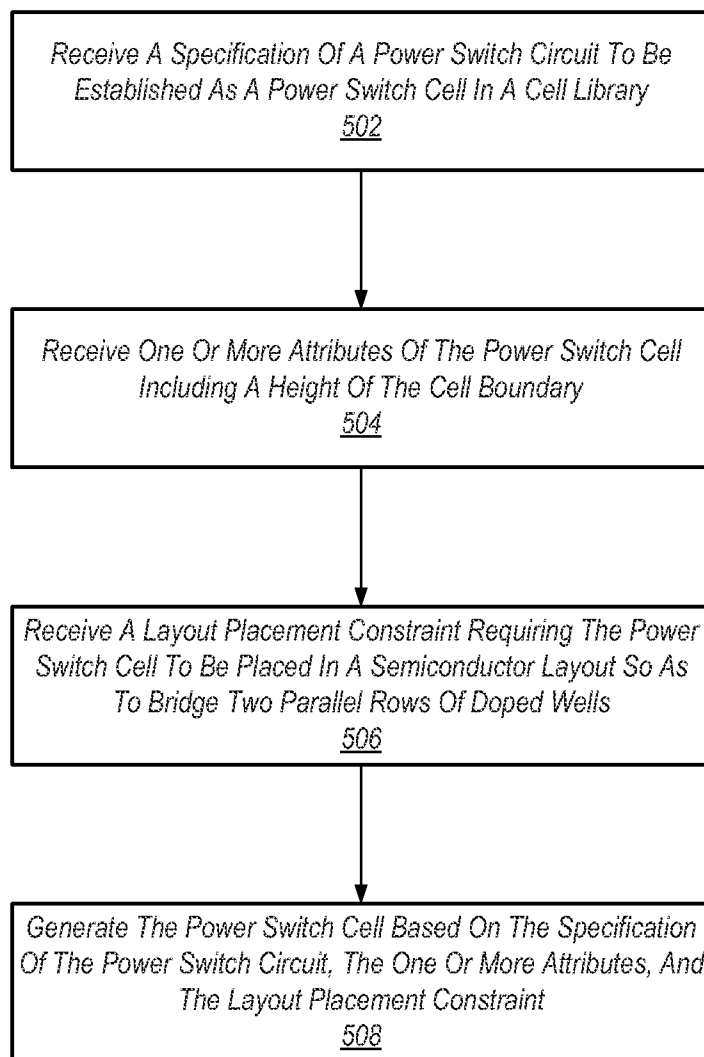 Receive A Specification Of A Power Switch Circuit To Be
Established As A Power Switch Cell In A Cell Library
502
Receive One Or More Attributes Of The Power Switch Cell
Including A Height Of The Cell Boundary
504
Receive A Layout Placement Constraint Requiring The Power
Switch Cell To Be Placed In A Semiconductor Layout So As
To Bridge Two Parallel Rows Of Doped Wells
506
Generate The Power Switch Cell Based On The Specification
Of The Power Switch Circuit, The One Or More Attributes, And
The Layout Placement Constraint
508